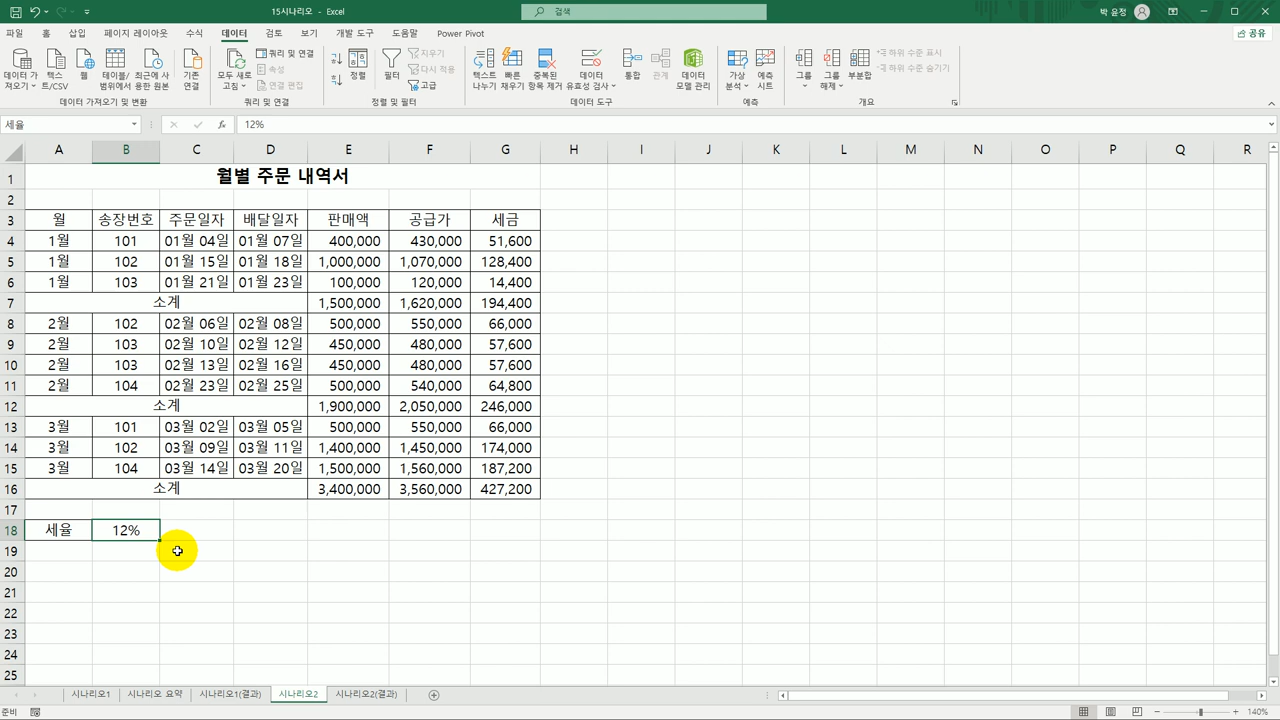 15시나리오 - Excel
검색
박 윤정
파일 홈 삽입 페이지 레이아웃 수식 데이터 검토 보기 개발 도구 도움말 Power Pivot
공유
데이터 가져오기
텍스트/CSV
웹
테이블/범위에서
최근에 사용한 원본
기존 연결
데이터 가져오기 및 변환
모두 새로 고침
쿼리 및 연결
속성
연결 편집
쿼리 및 연결
정렬
필터
지우기
다시 적용
고급
정렬 및 필터
텍스트 나누기
빠른 채우기
중복된 항목 제거
데이터 유효성 검사
통합
관계
데이터 모델 관리
데이터 도구
가상 분석
예측 시트
예측
그룹
그룹 해제
부분합
하위 수준 표시
하위 수준 숨기기
개요
세율 fx 12%
A B C D E F G H I J K L M N O P Q R
1 월별 주문 내역서
2
3 월 송장번호 주문일자 배달일자 판매액 공급가 세금
4 1월 101 01월 04일 01월 07일 400,000 430,000 51,600
5 1월 102 01월 15일 01월 18일 1,000,000 1,070,000 128,400
6 1월 103 01월 21일 01월 23일 100,000 120,000 14,400
7 소계 1,500,000 1,620,000 194,400
8 2월 102 02월 06일 02월 08일 500,000 550,000 66,000
9 2월 103 02월 10일 02월 12일 450,000 480,000 57,600
10 2월 103 02월 13일 02월 16일 450,000 480,000 57,600
11 2월 104 02월 23일 02월 25일 500,000 540,000 64,800
12 소계 1,900,000 2,050,000 246,000
13 3월 101 03월 02일 03월 05일 500,000 550,000 66,000
14 3월 102 03월 09일 03월 11일 1,400,000 1,450,000 174,000
15 3월 104 03월 14일 03월 20일 1,500,000 1,560,000 187,200
16 소계 3,400,000 3,560,000 427,200
17
18 세율 12%
19
20
21
22
23
24
25
시나리오1 시나리오 요약 시나리오1(결과) 시나리오2 시나리오2(결과)
준비 140%